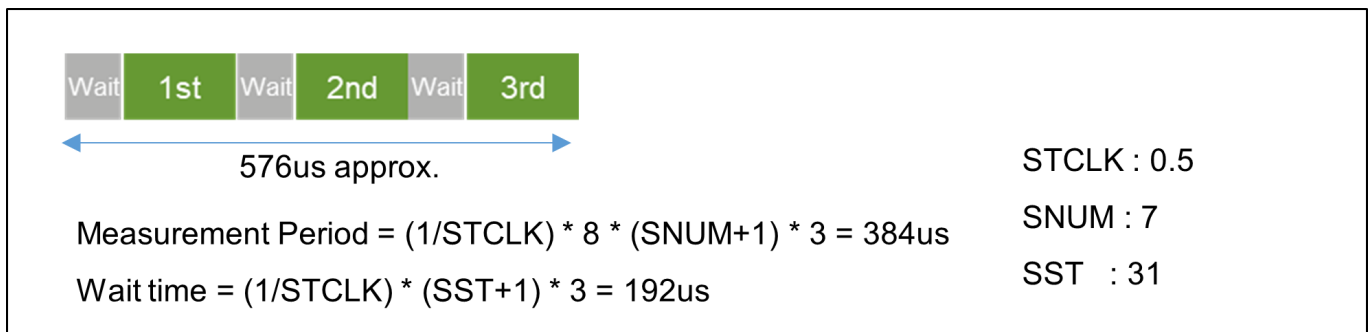 Wait 1st Wait 2nd Wait 3rd
576us approx.
Measurement Period = (1/STCLK) * 8 * (SNUM+1) * 3 = 384us
Wait time = (1/STCLK) * (SST+1) * 3 = 192us
STCLK : 0.5
SNUM : 7
SST : 31